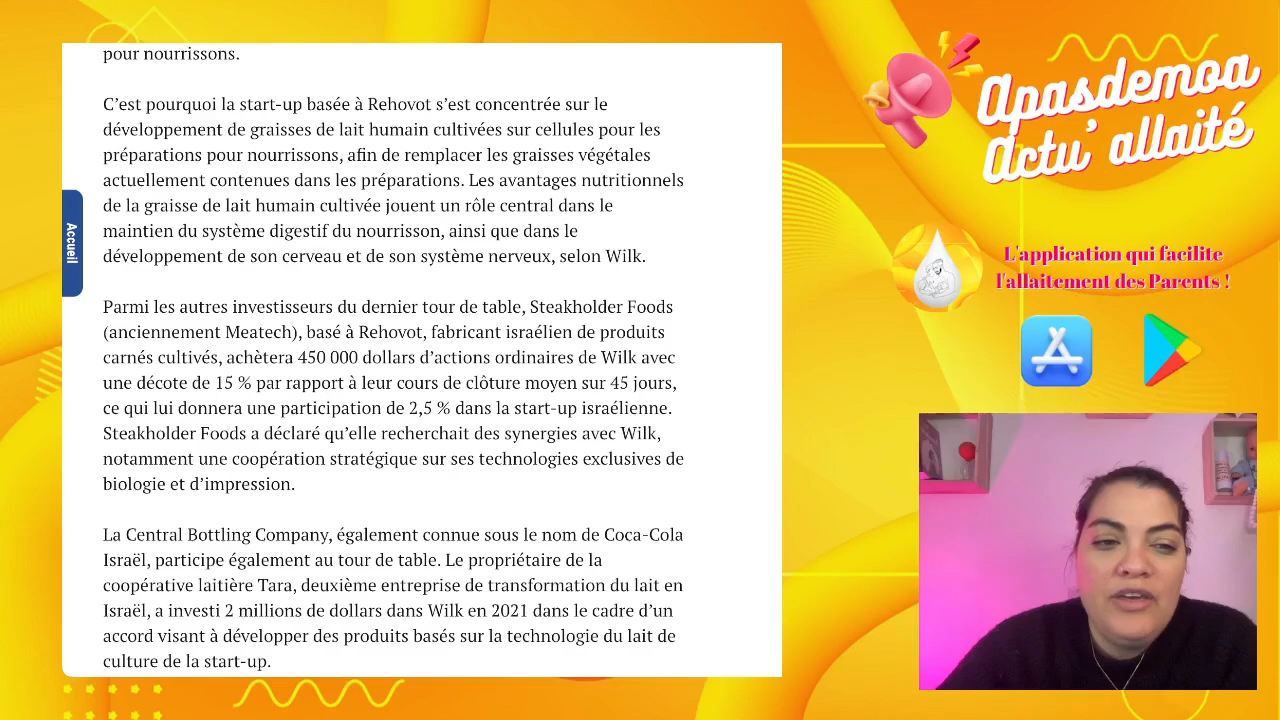 pour nourrissons.
C’est pourquoi la start-up basée à Rehovot s’est concentrée sur le
développement de graisses de lait humain cultivées sur cellules pour les
préparations pour nourrissons, afin de remplacer les graisses végétales
actuellement contenues dans les préparations. Les avantages nutritionnels
de la graisse de lait humain cultivée jouent un rôle central dans le
maintien du système digestif du nourrisson, ainsi que dans le
développement de son cerveau et de son système nerveux, selon Wilk.
Parmi les autres investisseurs du dernier tour de table, Steakholder Foods
(anciennement Meatech), basé à Rehovot, fabricant israélien de produits
carnés cultivés, achètera 450 000 dollars d’actions ordinaires de Wilk avec
une décote de 15 % par rapport à leur cours de clôture moyen sur 45 jours,
ce qui lui donnera une participation de 2,5 % dans la start-up israélienne.
Steakholder Foods a déclaré qu’elle recherchait des synergies avec Wilk,
notamment une coopération stratégique sur ses technologies exclusives de
biologie et d’impression.
La Central Bottling Company, également connue sous le nom de Coca-Cola
Israël, participe également au tour de table. Le propriétaire de la
coopérative laitière Tara, deuxième entreprise de transformation du lait en
Israël, a investi 2 millions de dollars dans Wilk en 2021 dans le cadre d’un
accord visant à développer des produits basés sur la technologie du lait de
culture de la start-up.
Accueil
Apasdemoa
Actu’ allaité
L'application qui facilite
l'allaitement des Parents !